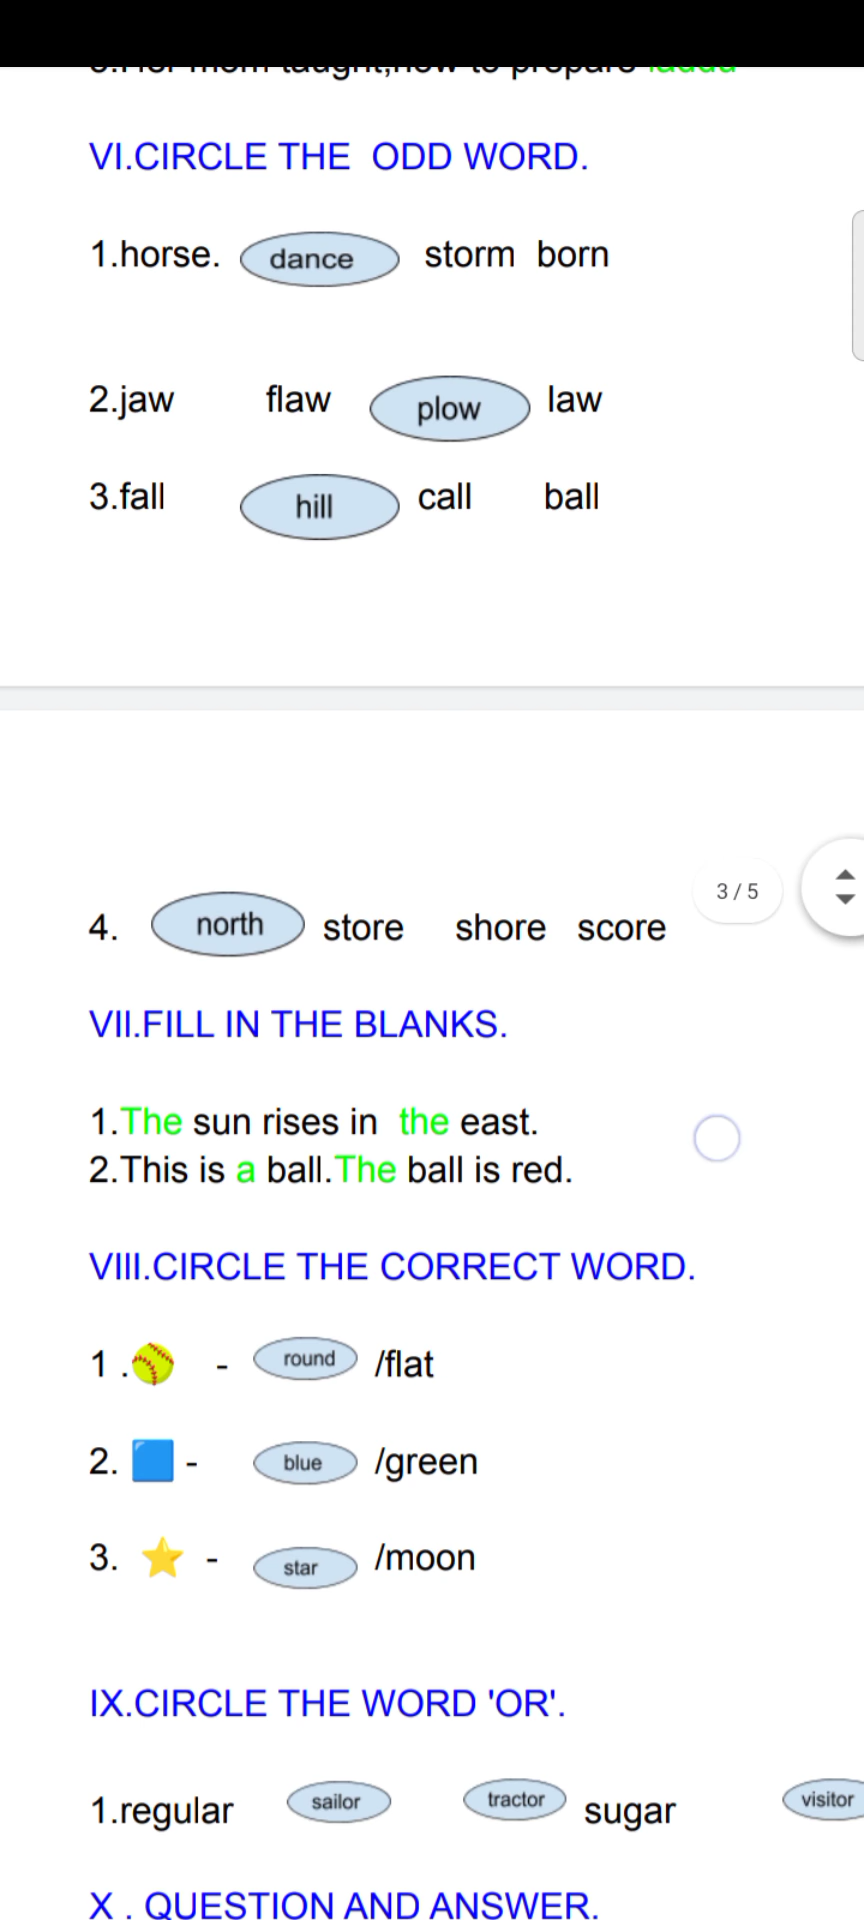 VI.CIRCLE THE ODD WORD.
1.horse. dance storm born
2.jaw flaw plow law
3.fall hill call ball
3 / 5
4. north store shore score
VII.FILL IN THE BLANKS.
1.The sun rises in the east.
2.This is a ball.The ball is red.
VIII.CIRCLE THE CORRECT WORD.
1 . - round /flat
2. - blue /green
3. - star /moon
IX.CIRCLE THE WORD 'OR'.
1.regular sailor tractor sugar visitor
X . QUESTION AND ANSWER.